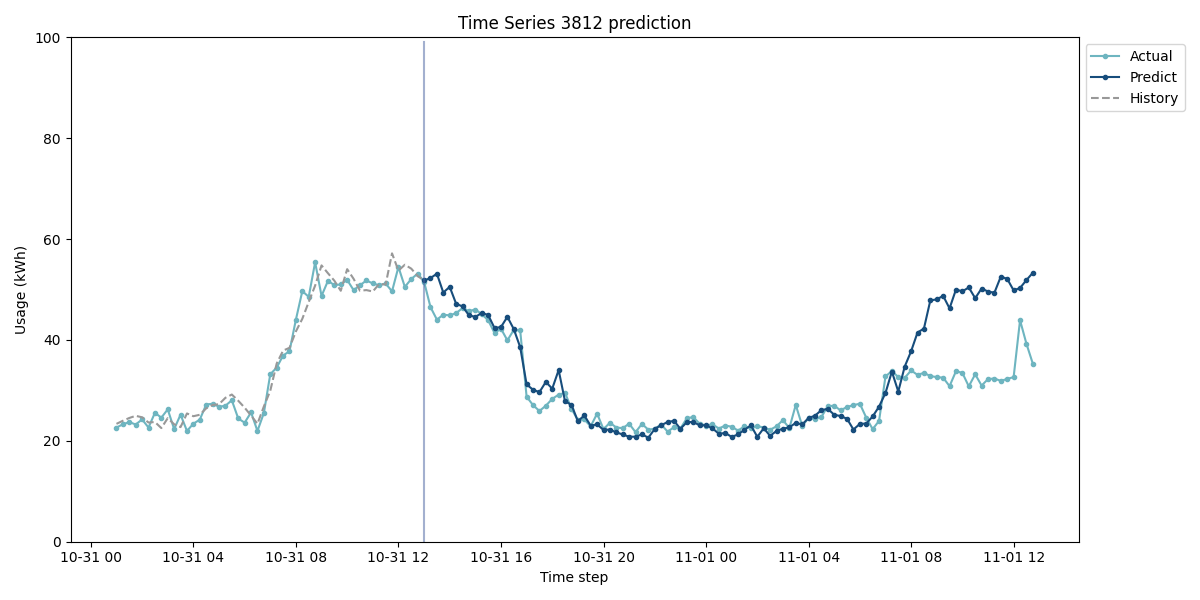 Time Series 3812 prediction
100
80
60
40
20
0
Usage (kWh)
10-31 00
10-31 04
10-31 08
10-31 12
10-31 16
10-31 20
11-01 00
11-01 04
11-01 08
11-01 12
Time step
Actual
Predict
History